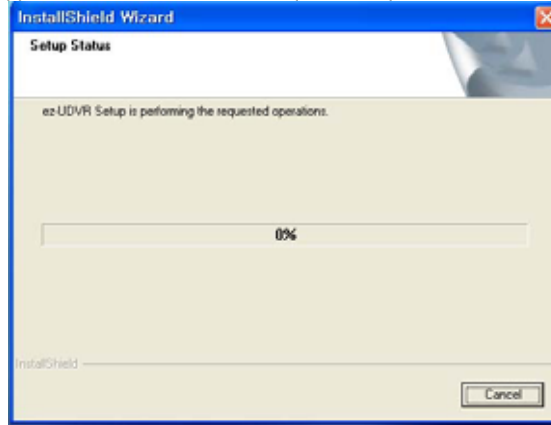 InstallShield Wizard
Setup Status
ez-UDVR Setup is performing the requested operations.
0%
InstallShield
Cancel